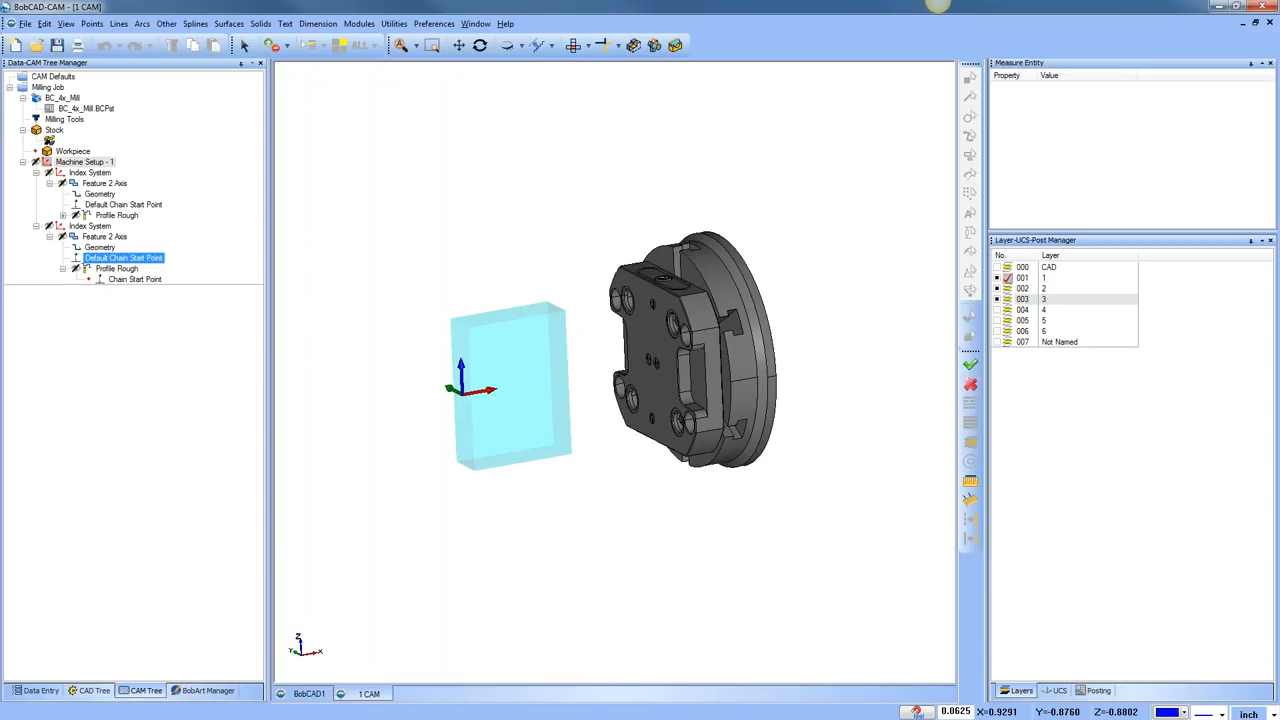 BobCAD-CAM - [1 CAM]
File Edit View Points Lines Arcs Other Splines Surfaces Solids Text Dimension Modules Utilities Preferences Window Help
ALL
Data-CAM Tree Manager
CAM Defaults
Milling Job
BC_4x_Mill
BC_4x_Mill.BCPst
Milling Tools
Stock
Workpiece
Machine Setup - 1
Index System
Feature 2 Axis
Geometry
Default Chain Start Point
Profile Rough
Index System
Feature 2 Axis
Geometry
Default Chain Start Point
Profile Rough
Chain Start Point
Data Entry CAD Tree CAM Tree BobArt Manager
Z
Y X
BobCAD1 1 CAM
Measure Entity
Property Value
Layer-UCS-Post Manager
No. Layer
000 CAD
001 1
002 2
003 3
004 4
005 5
006 6
007 Not Named
Layers UCS Posting
0.0625 X=0.9291 Y=-0.8760 Z=-0.8802 inch